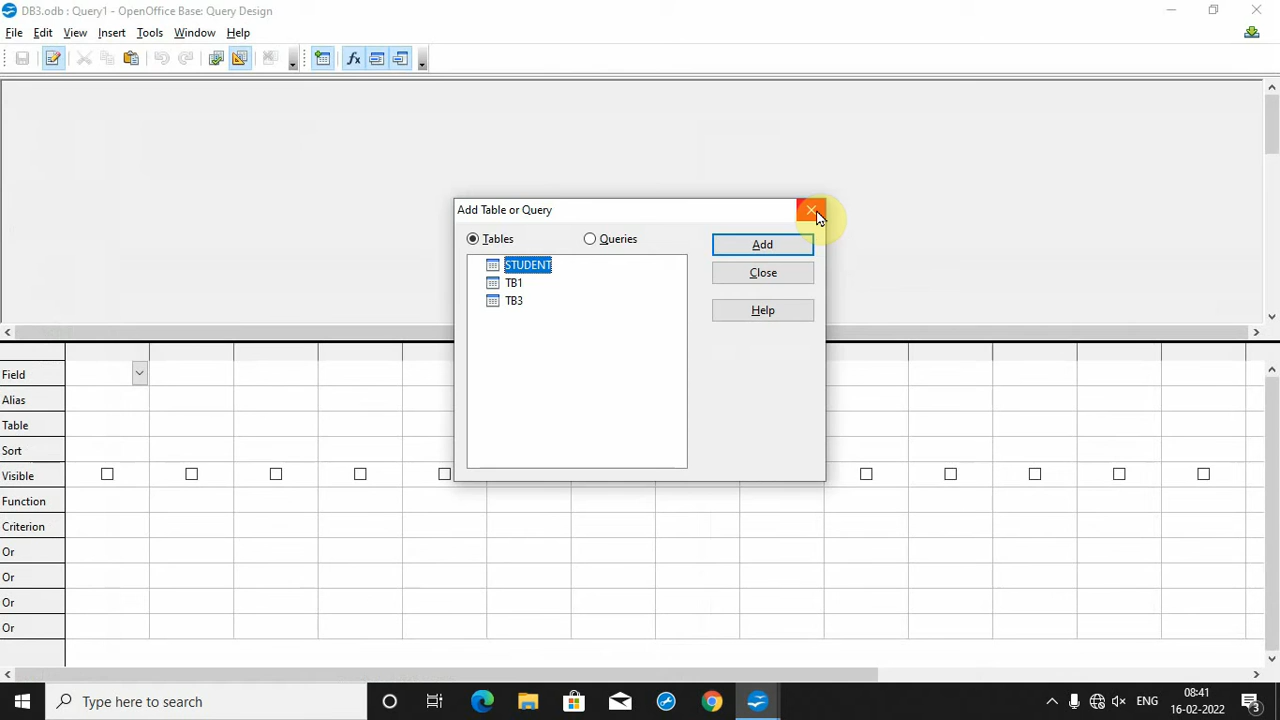 DB3.odb : Query1 - OpenOffice Base: Query Design
File Edit View Insert Tools Window Help
Add Table or Query
Tables Queries
Add
STUDENT
TB1
TB3
Close
Help
Field
Alias
Table
Sort
Visible
Function
Criterion
Or
Or
Or
Or
Type here to search
ENG
08:41
16-02-2022
3